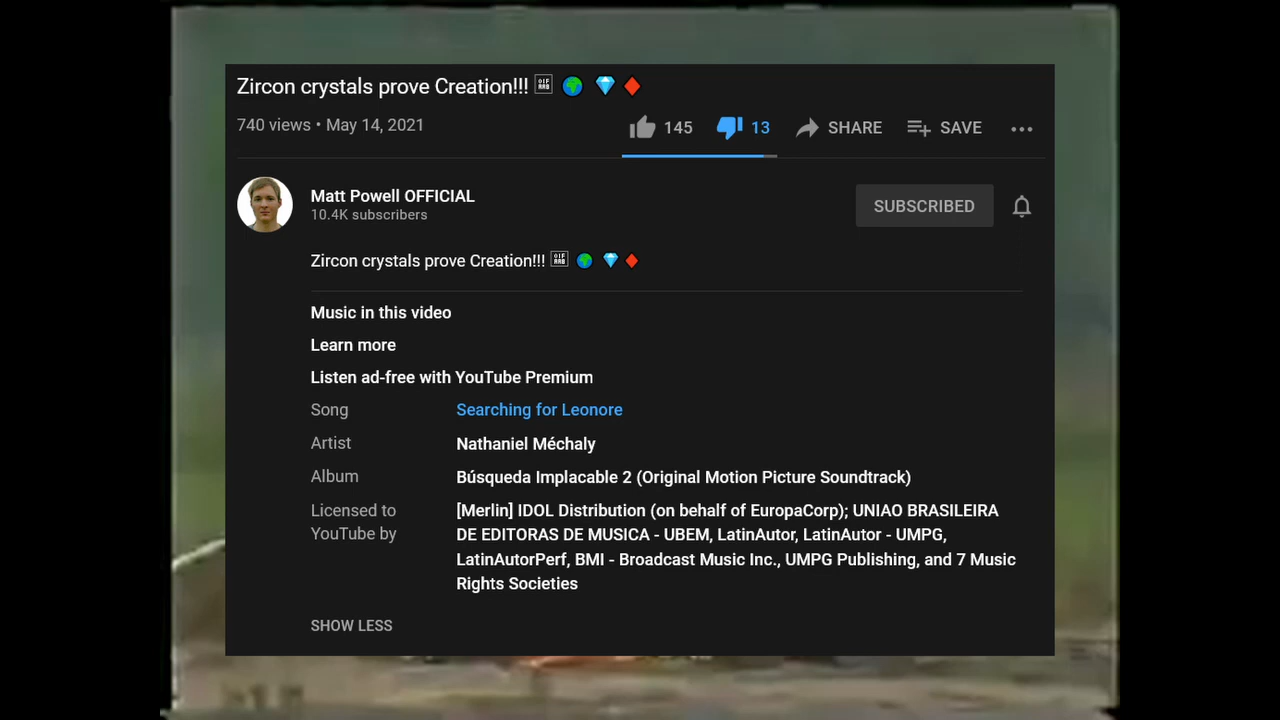 Zircon crystals prove Creation!!! 🌍 💎 ♦️
740 views • May 14, 2021
145 13 SHARE SAVE
Matt Powell OFFICIAL
10.4K subscribers
SUBSCRIBED
Zircon crystals prove Creation!!! 🌍 💎 ♦️
Music in this video
Learn more
Listen ad-free with YouTube Premium
Song Searching for Leonore
Artist Nathaniel Méchaly
Album Búsqueda Implacable 2 (Original Motion Picture Soundtrack)
Licensed to YouTube by
[Merlin] IDOL Distribution (on behalf of EuropaCorp); UNIAO BRASILEIRA
DE EDITORAS DE MUSICA - UBEM, LatinAutor, LatinAutor - UMPG,
LatinAutorPerf, BMI - Broadcast Music Inc., UMPG Publishing, and 7 Music
Rights Societies
SHOW LESS